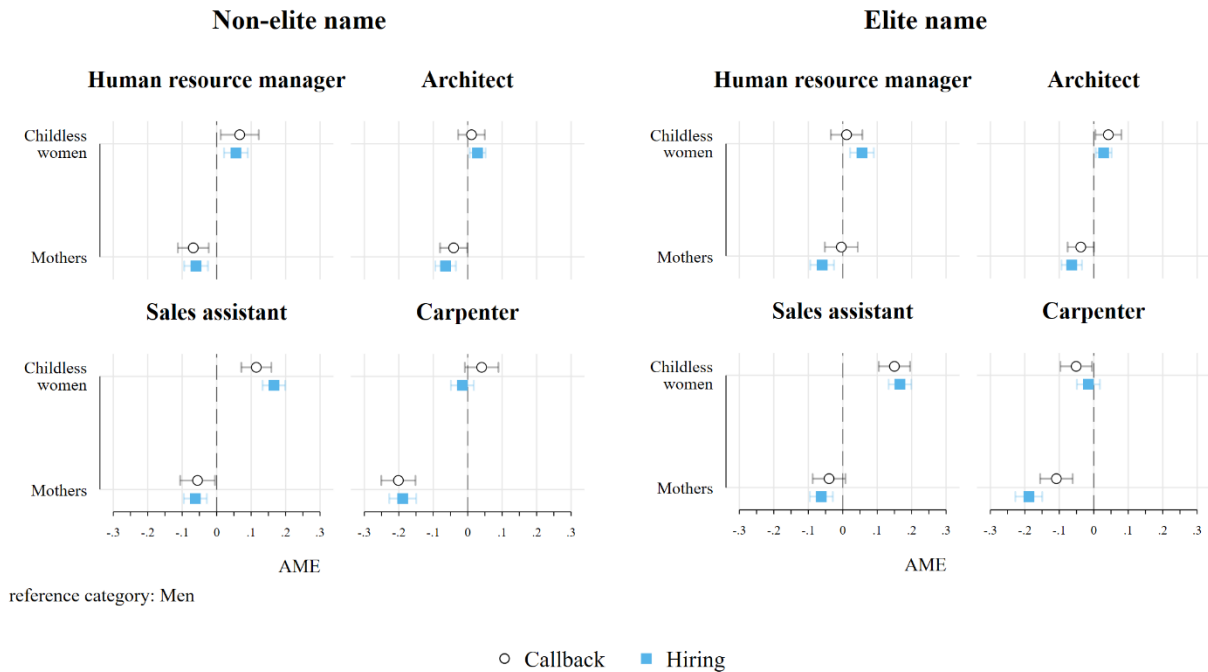 Non-elite name
Elite name
Human resource manager
Architect
Human resource manager
Architect
Childless
women
Mothers
Childless
women
Mothers
Sales assistant
Carpenter
Sales assistant
Carpenter
Childless
women
Mothers
Childless
women
Mothers
-.3 -.2 -.1 0 .1 .2 .3
-.3 -.2 -.1 0 .1 .2 .3
-.3 -.2 -.1 0 .1 .2 .3
-.3 -.2 -.1 0 .1 .2 .3
AME
AME
reference category: Men
Callback
Hiring